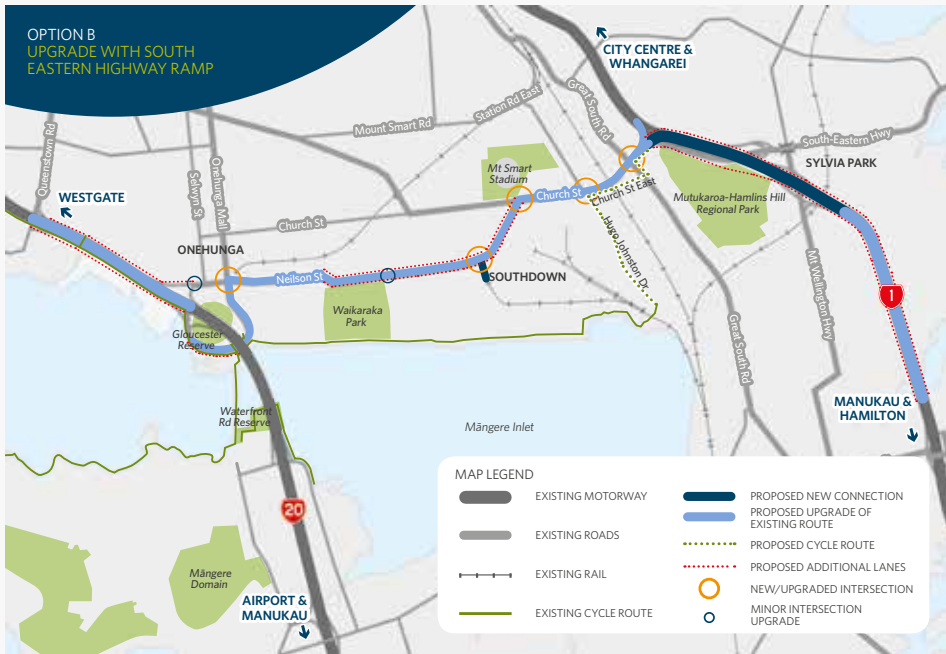 OPTION B
UPGRADE WITH SOUTH
EASTERN HIGHWAY RAMP
CITY CENTRE &
WHANGAREI
Queenstown Rd
Selwyn St
Onehunga Mall
Mount Smart Rd
Station Rd East
Great South Rd
South-Eastern Hwy
SYLVIA PARK
WESTGATE
Mt Smart
Stadium
Church St
Church St East
Mutukaroa-Hamlins Hill
Regional Park
Church St
ONEHUNGA
Neilson St
SOUTHDOWN
Hugo Johnston Dr
Mt Wellington Hwy
1
Waikaraka
Park
Gloucester
Reserve
Great South Rd
MANUKAU &
HAMILTON
Waterfront
Rd Reserve
Māngere Inlet
20
Māngere
Domain
AIRPORT &
MANUKAU
MAP LEGEND
EXISTING MOTORWAY
EXISTING ROADS
EXISTING RAIL
EXISTING CYCLE ROUTE
PROPOSED NEW CONNECTION
PROPOSED UPGRADE OF
EXISTING ROUTE
PROPOSED CYCLE ROUTE
PROPOSED ADDITIONAL LANES
NEW/UPGRADED INTERSECTION
MINOR INTERSECTION
UPGRADE